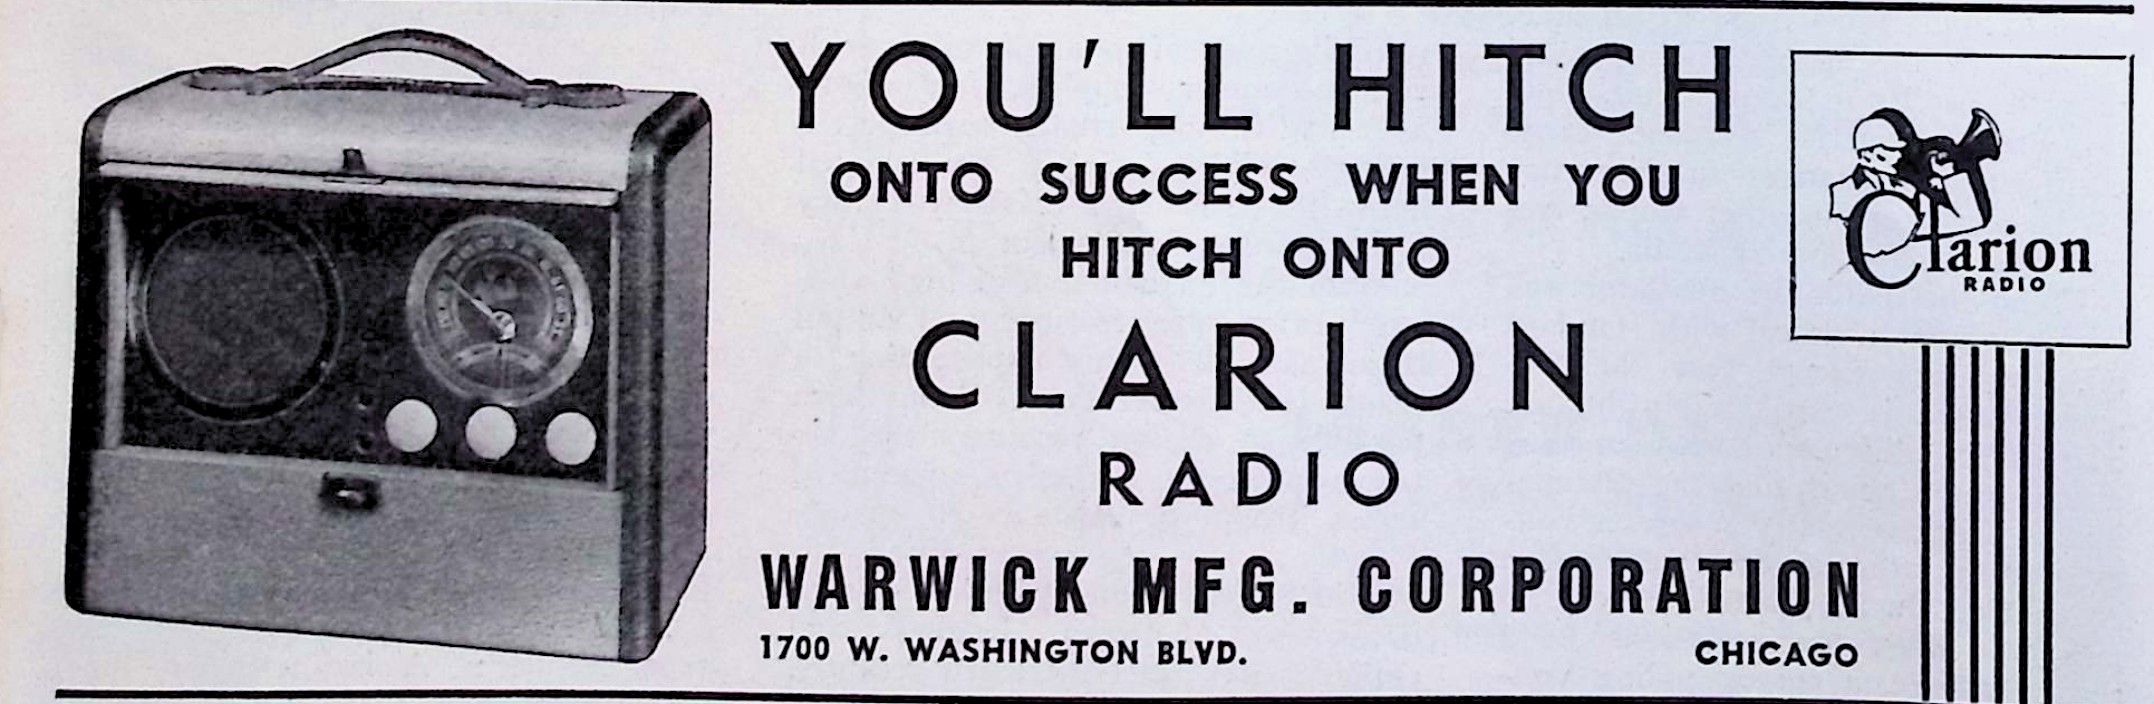 YOU'LL HITCH
ONTO SUCCESS WHEN YOU
HITCH ONTO
CLARION
RADIO
WARWICK MFG. CORPORATION
1700 W. WASHINGTON BLVD. CHICAGO
Clarion
RADIO